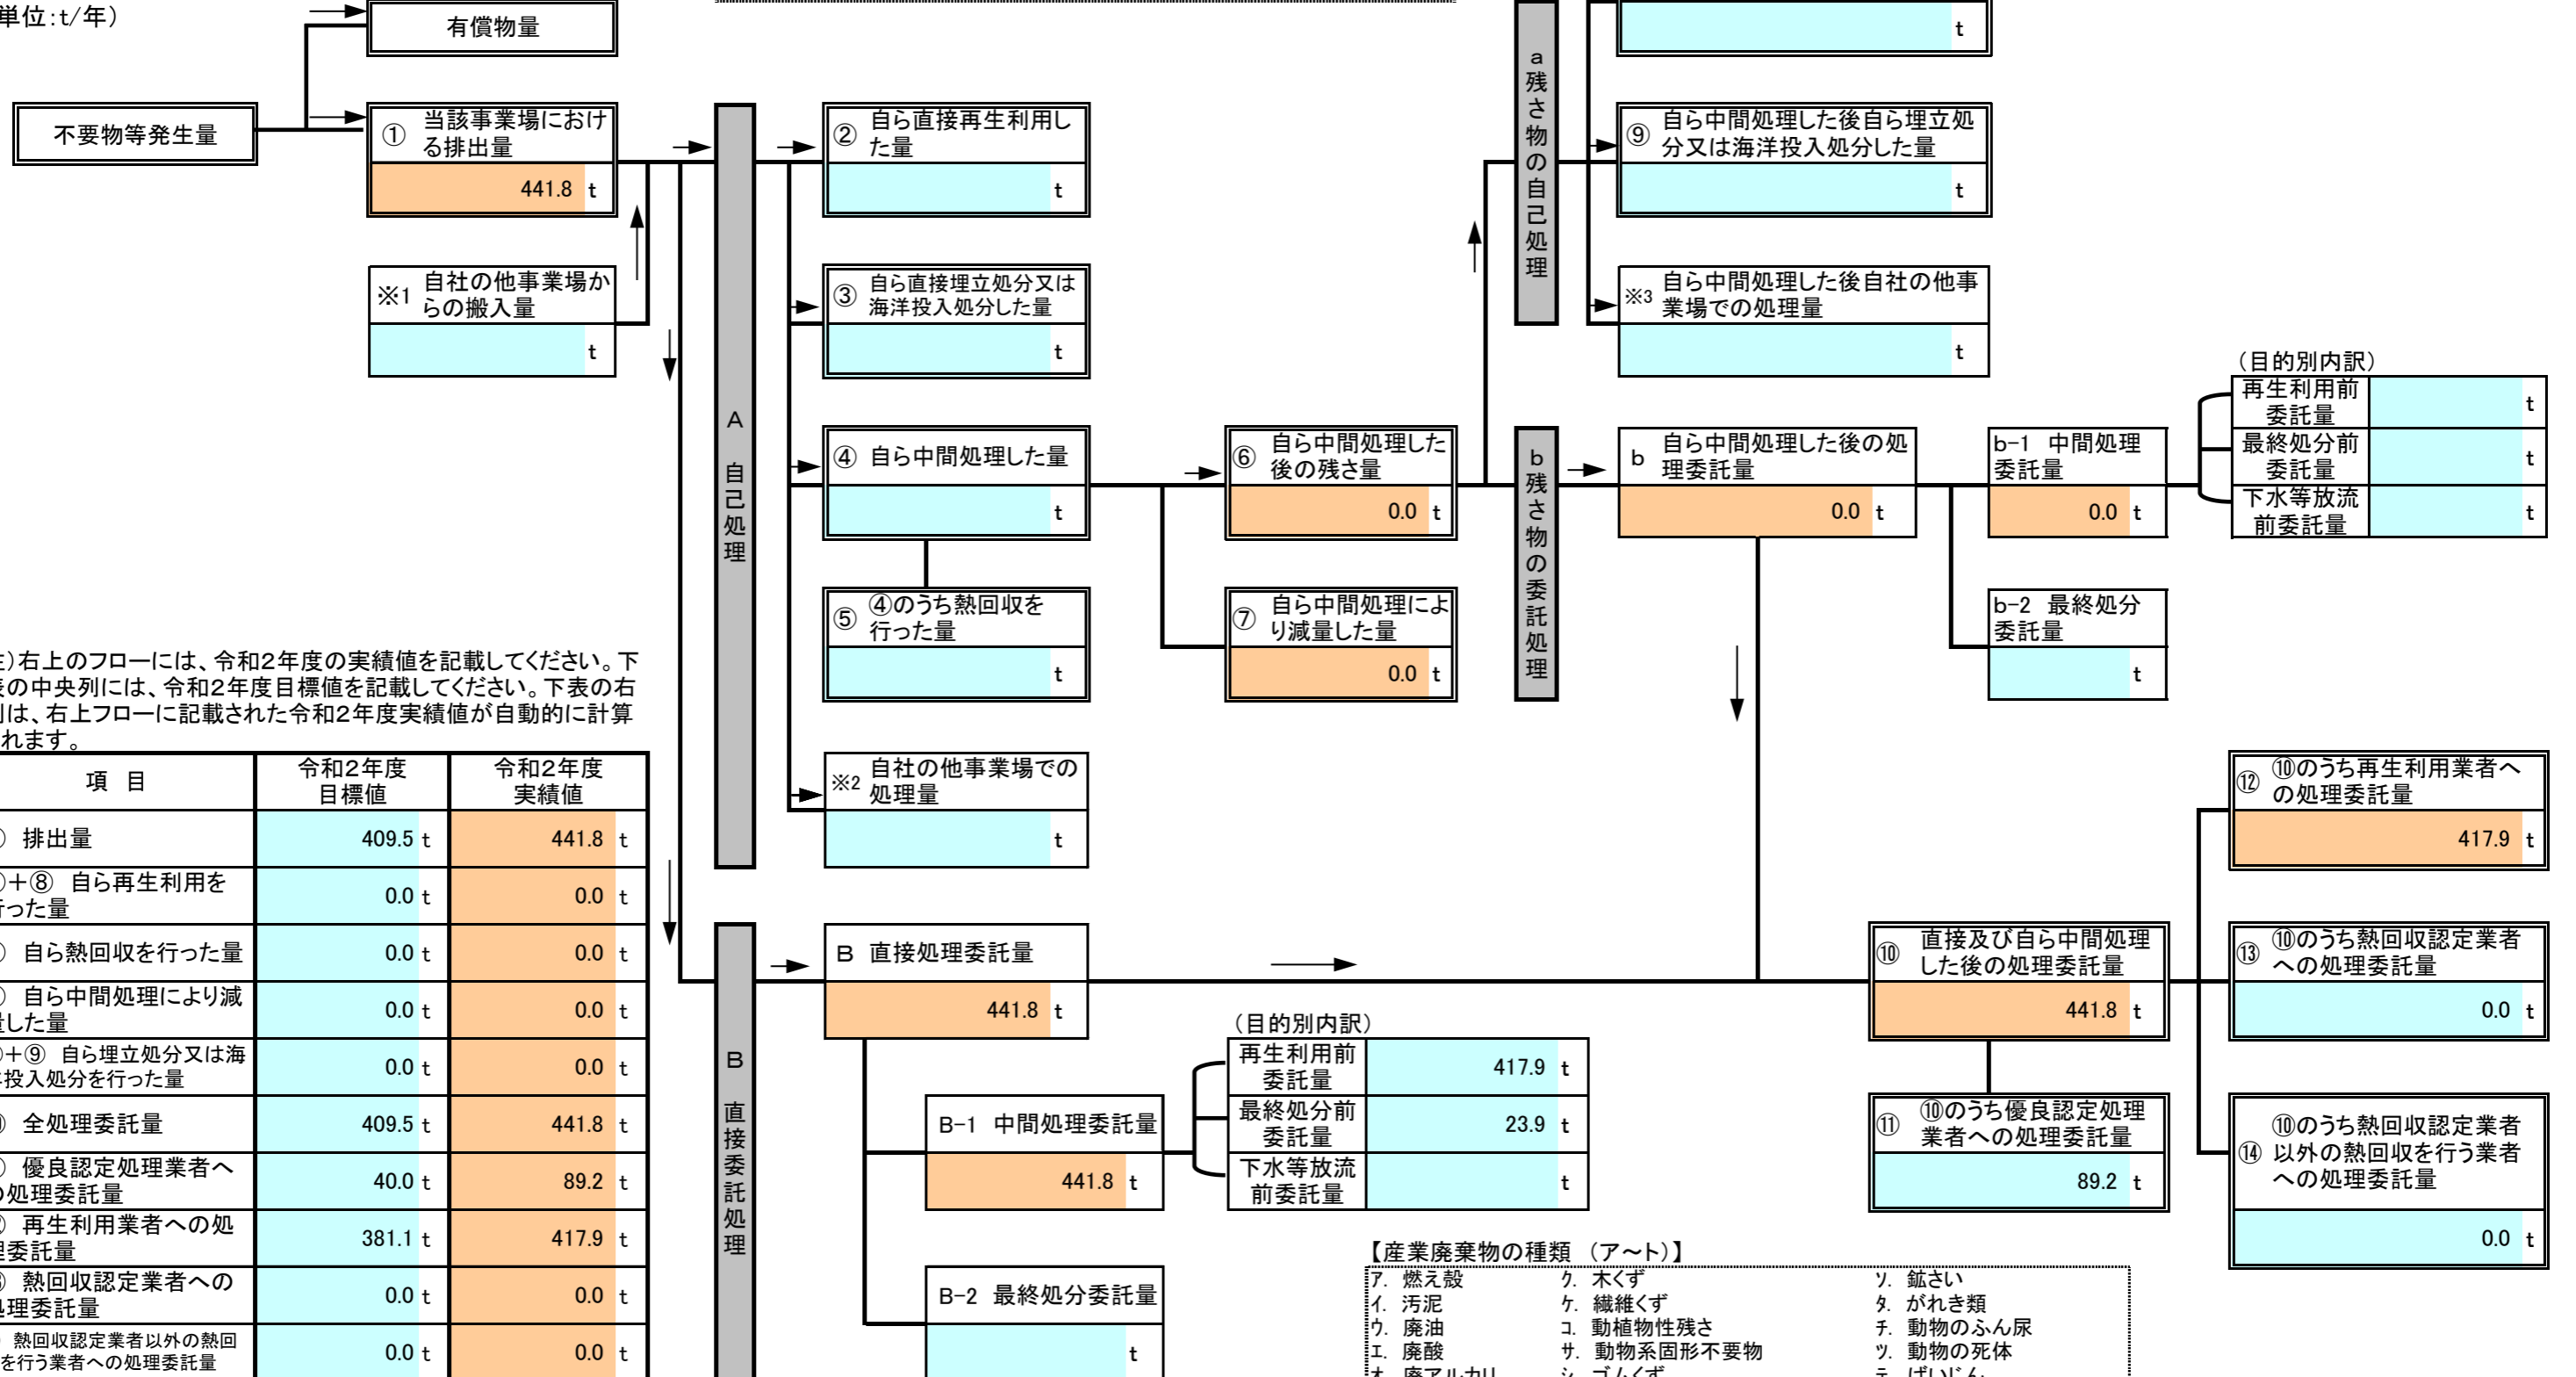 単位:t/年）
有償物量
不要物等発生量
① 当該事業場におけ
る排出量
441.8 t
※1 自社の他事業場か
らの搬入量
t
A 自己処理
② 自ら直接再生利用し
た量
t
③ 自ら直接埋立処分又は
海洋投入処分した量
t
④ 自ら中間処理した量
t
⑤ ④のうち熱回収を
行った量
t
※2 自社の他事業場での
処理量
t
⑥ 自ら中間処理した
後の残さ量
0.0 t
⑦ 自ら中間処理によ
り減量した量
0.0 t
a 残さ物の自己処理
t
⑨ 自ら中間処理した後自ら埋立処
分又は海洋投入処分した量
t
※3 自ら中間処理した後自社の他事
業場での処理量
t
b 残さ物の委託処理
b 自ら中間処理した後の処
理委託量
0.0 t
b-1 中間処理
委託量
0.0 t
b-2 最終処分
委託量
t
（目的別内訳）
再生利用前
委託量
t
最終処分前
委託量
t
下水等放流
前委託量
t
）右上のフローには、令和2年度の実績値を記載してください。下
表の中央列には、令和2年度目標値を記載してください。下表の右
は、右上フローに記載された令和2年度実績値が自動的に計算
れます。
項 目 令和2年度
目標値 令和2年度
実績値
排出量 409.5 t 441.8 t
＋⑧ 自ら再生利用を
行った量 0.0 t 0.0 t
自ら熱回収を行った量 0.0 t 0.0 t
自ら中間処理により減
量した量 0.0 t 0.0 t
＋⑨ 自ら埋立処分又は海
洋投入処分を行った量 0.0 t 0.0 t
全処理委託量 409.5 t 441.8 t
優良認定処理業者へ
の処理委託量 40.0 t 89.2 t
再生利用業者への処
理委託量 381.1 t 417.9 t
熱回収認定業者への
処理委託量 0.0 t 0.0 t
熱回収認定業者以外の熱回
を行う業者への処理委託量 0.0 t 0.0 t
B 直接委託処理
B 直接処理委託量
441.8 t
B-1 中間処理委託量
441.8 t
B-2 最終処分委託量
t
（目的別内訳）
再生利用前
委託量
417.9 t
最終処分前
委託量
23.9 t
下水等放流
前委託量
t
⑩ 直接及び自ら中間処理
した後の処理委託量
441.8 t
⑪ ⑩のうち優良認定処理
業者への処理委託量
89.2 t
⑫ ⑩のうち再生利用業者へ
の処理委託量
417.9 t
⑬ ⑩のうち熱回収認定業者
への処理委託量
0.0 t
⑭ ⑩のうち熱回収認定業者
以外の熱回収を行う業者
への処理委託量
0.0 t
【産業廃棄物の種類 （ア～ト）】
ア. 燃え殻 ク. 木くず ソ. 鉱さい
イ. 汚泥 ケ. 繊維くず タ. がれき類
ウ. 廃油 コ. 動植物性残さ チ. 動物のふん尿
エ. 廃酸 サ. 動物系固形不要物 ツ. 動物の死体
オ. 廃アルカリ シ. ゴムくず テ. ばいじん